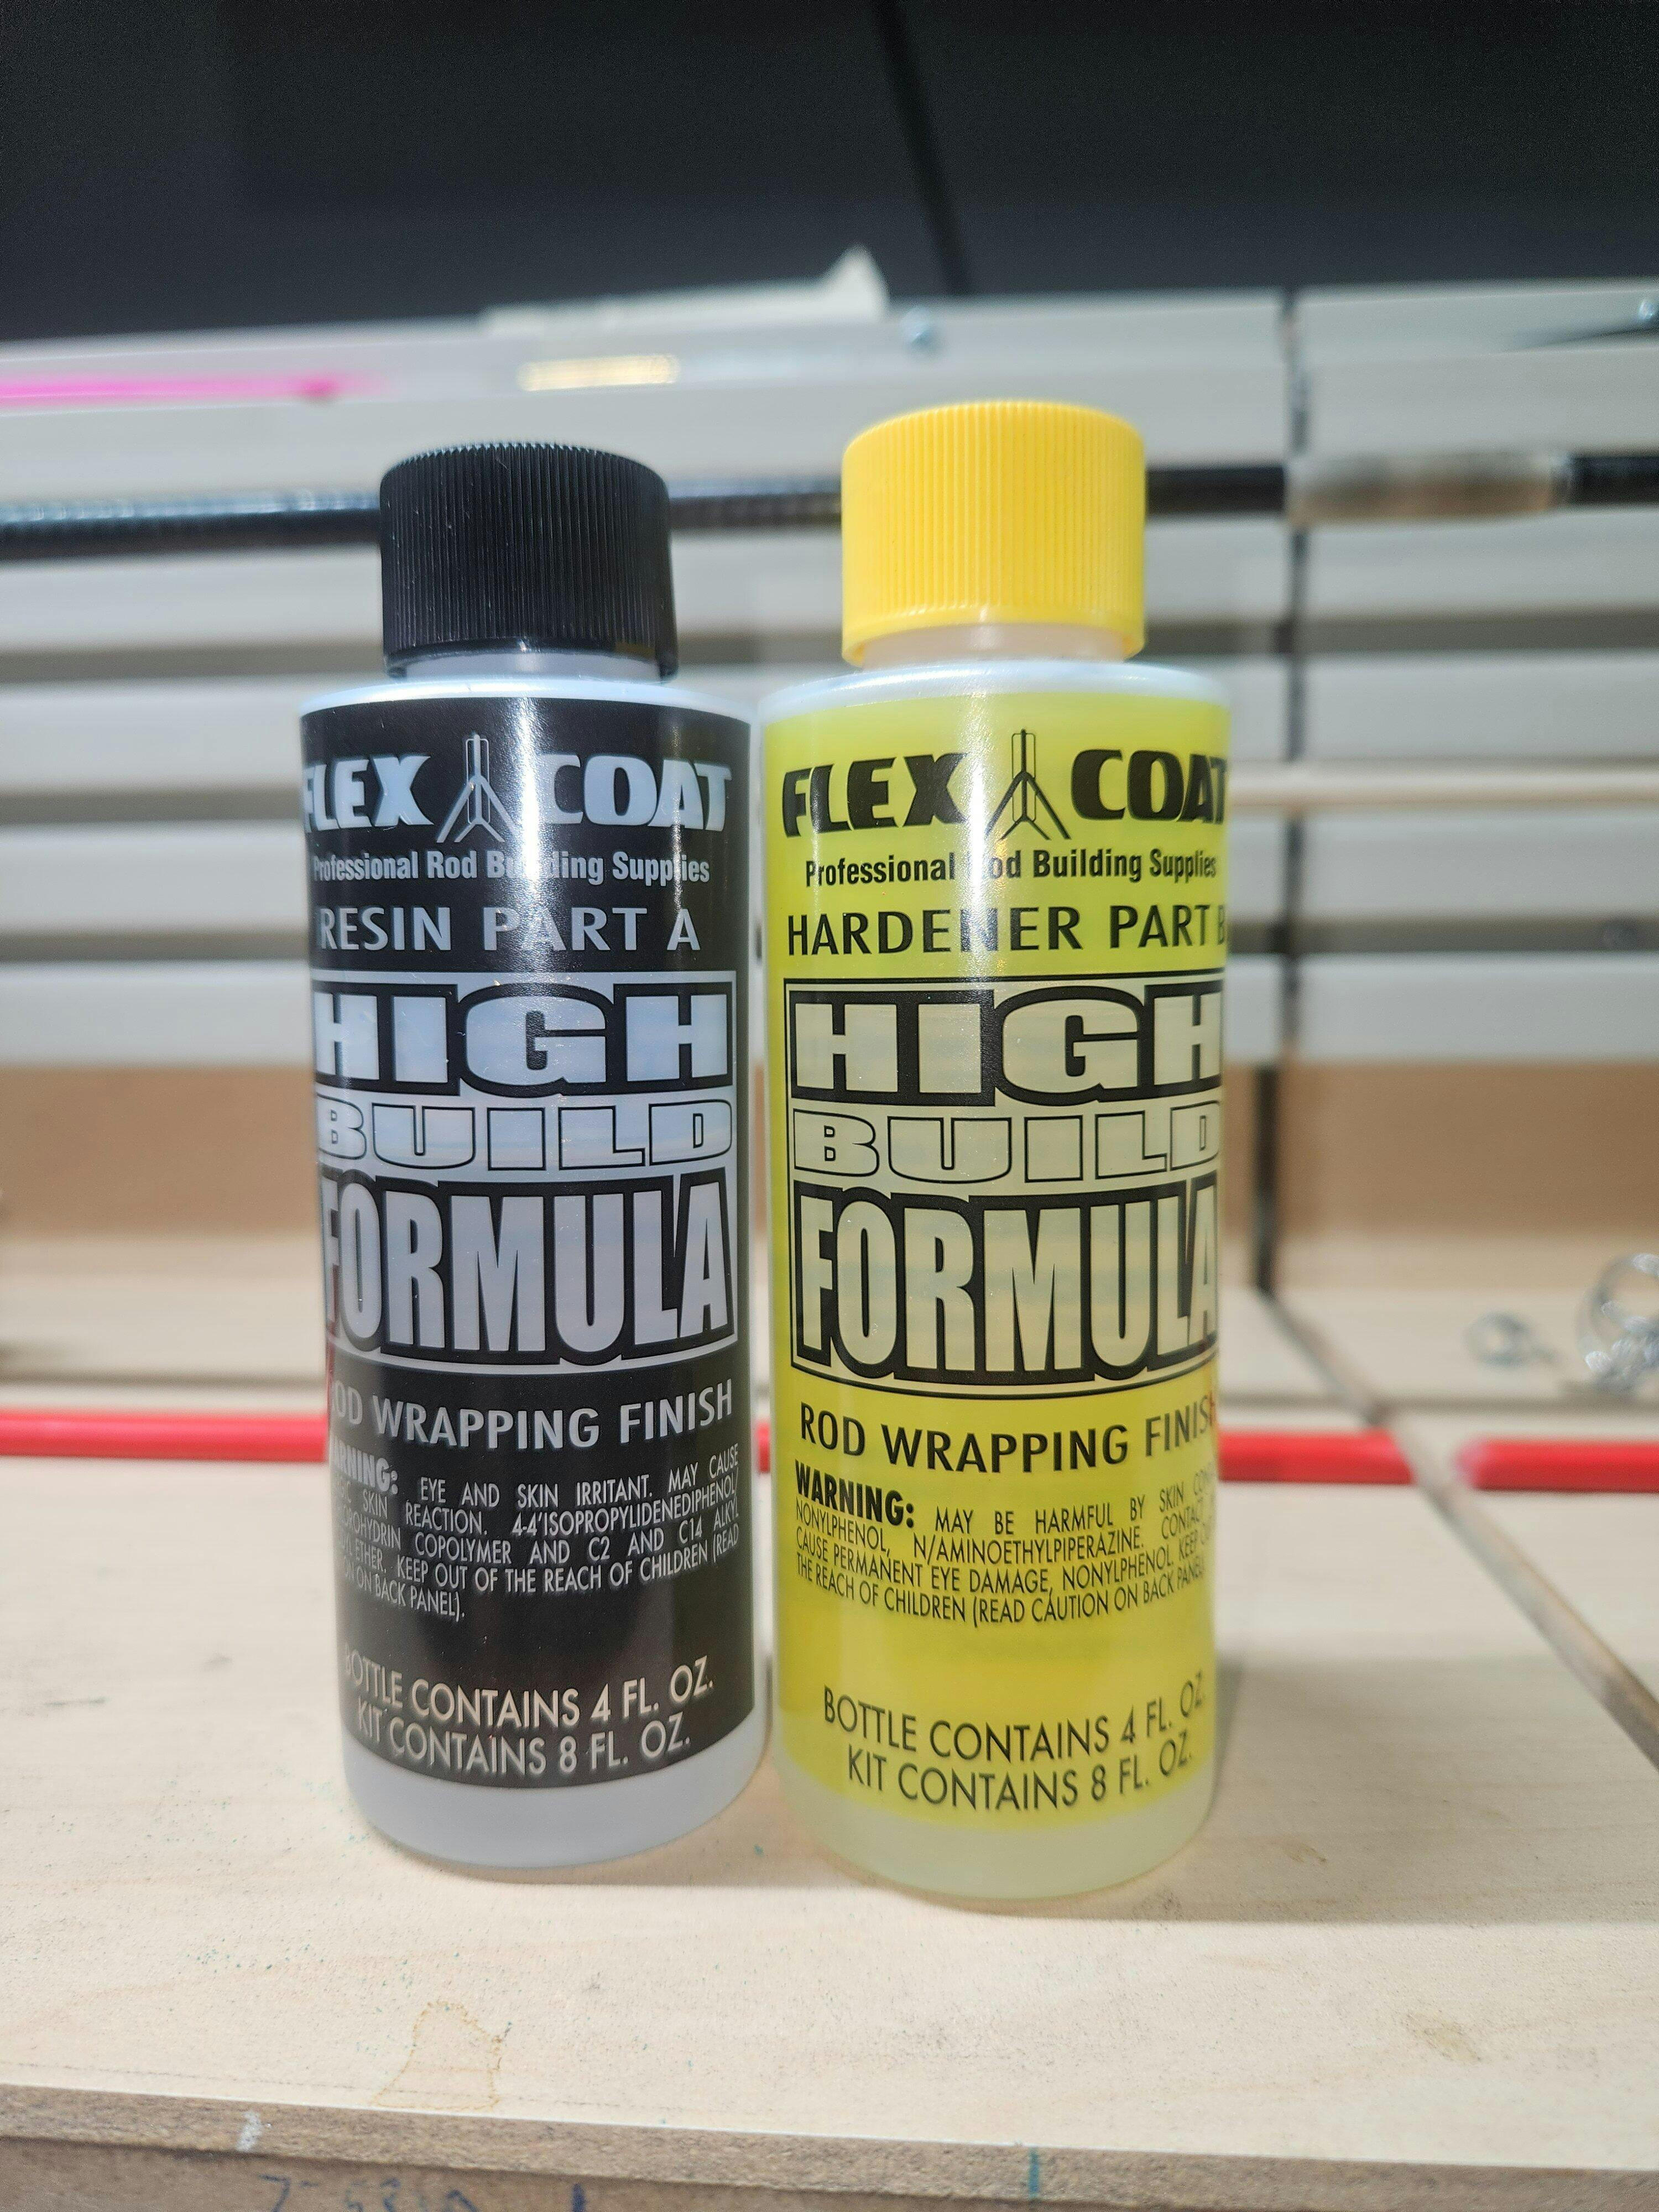 FLEX COAT
Professional Rod Building Supplies
RESIN PART A
HIGH
BUILD
FORMULA
ROD WRAPPING FINISH
WARNING: EYE AND SKIN IRRITANT. MAY CAUSE
SKIN REACTION. 4-4'ISOPROPYLIDENEDIPHENOL/
COPOLYMER AND C2 AND C14 ALKYL
ETHER. KEEP OUT OF THE REACH OF CHILDREN (READ
ON BACK PANEL).
BOTTLE CONTAINS 4 FL. OZ.
KIT CONTAINS 8 FL. OZ.
FLEX COAT
Professional Rod Building Supplies
HARDENER PART B
HIGH
BUILD
FORMULA
ROD WRAPPING FINISH
WARNING: MAY BE HARMFUL BY SKIN
NONYLPHENOL, N/AMINOETHYLPIPERAZINE. CONTACT
CAUSE PERMANENT EYE DAMAGE, NONYLPHENOL. KEEP
THE REACH OF CHILDREN (READ CAUTION ON BACK PANEL
BOTTLE CONTAINS 4 FL. OZ.
KIT CONTAINS 8 FL. OZ.